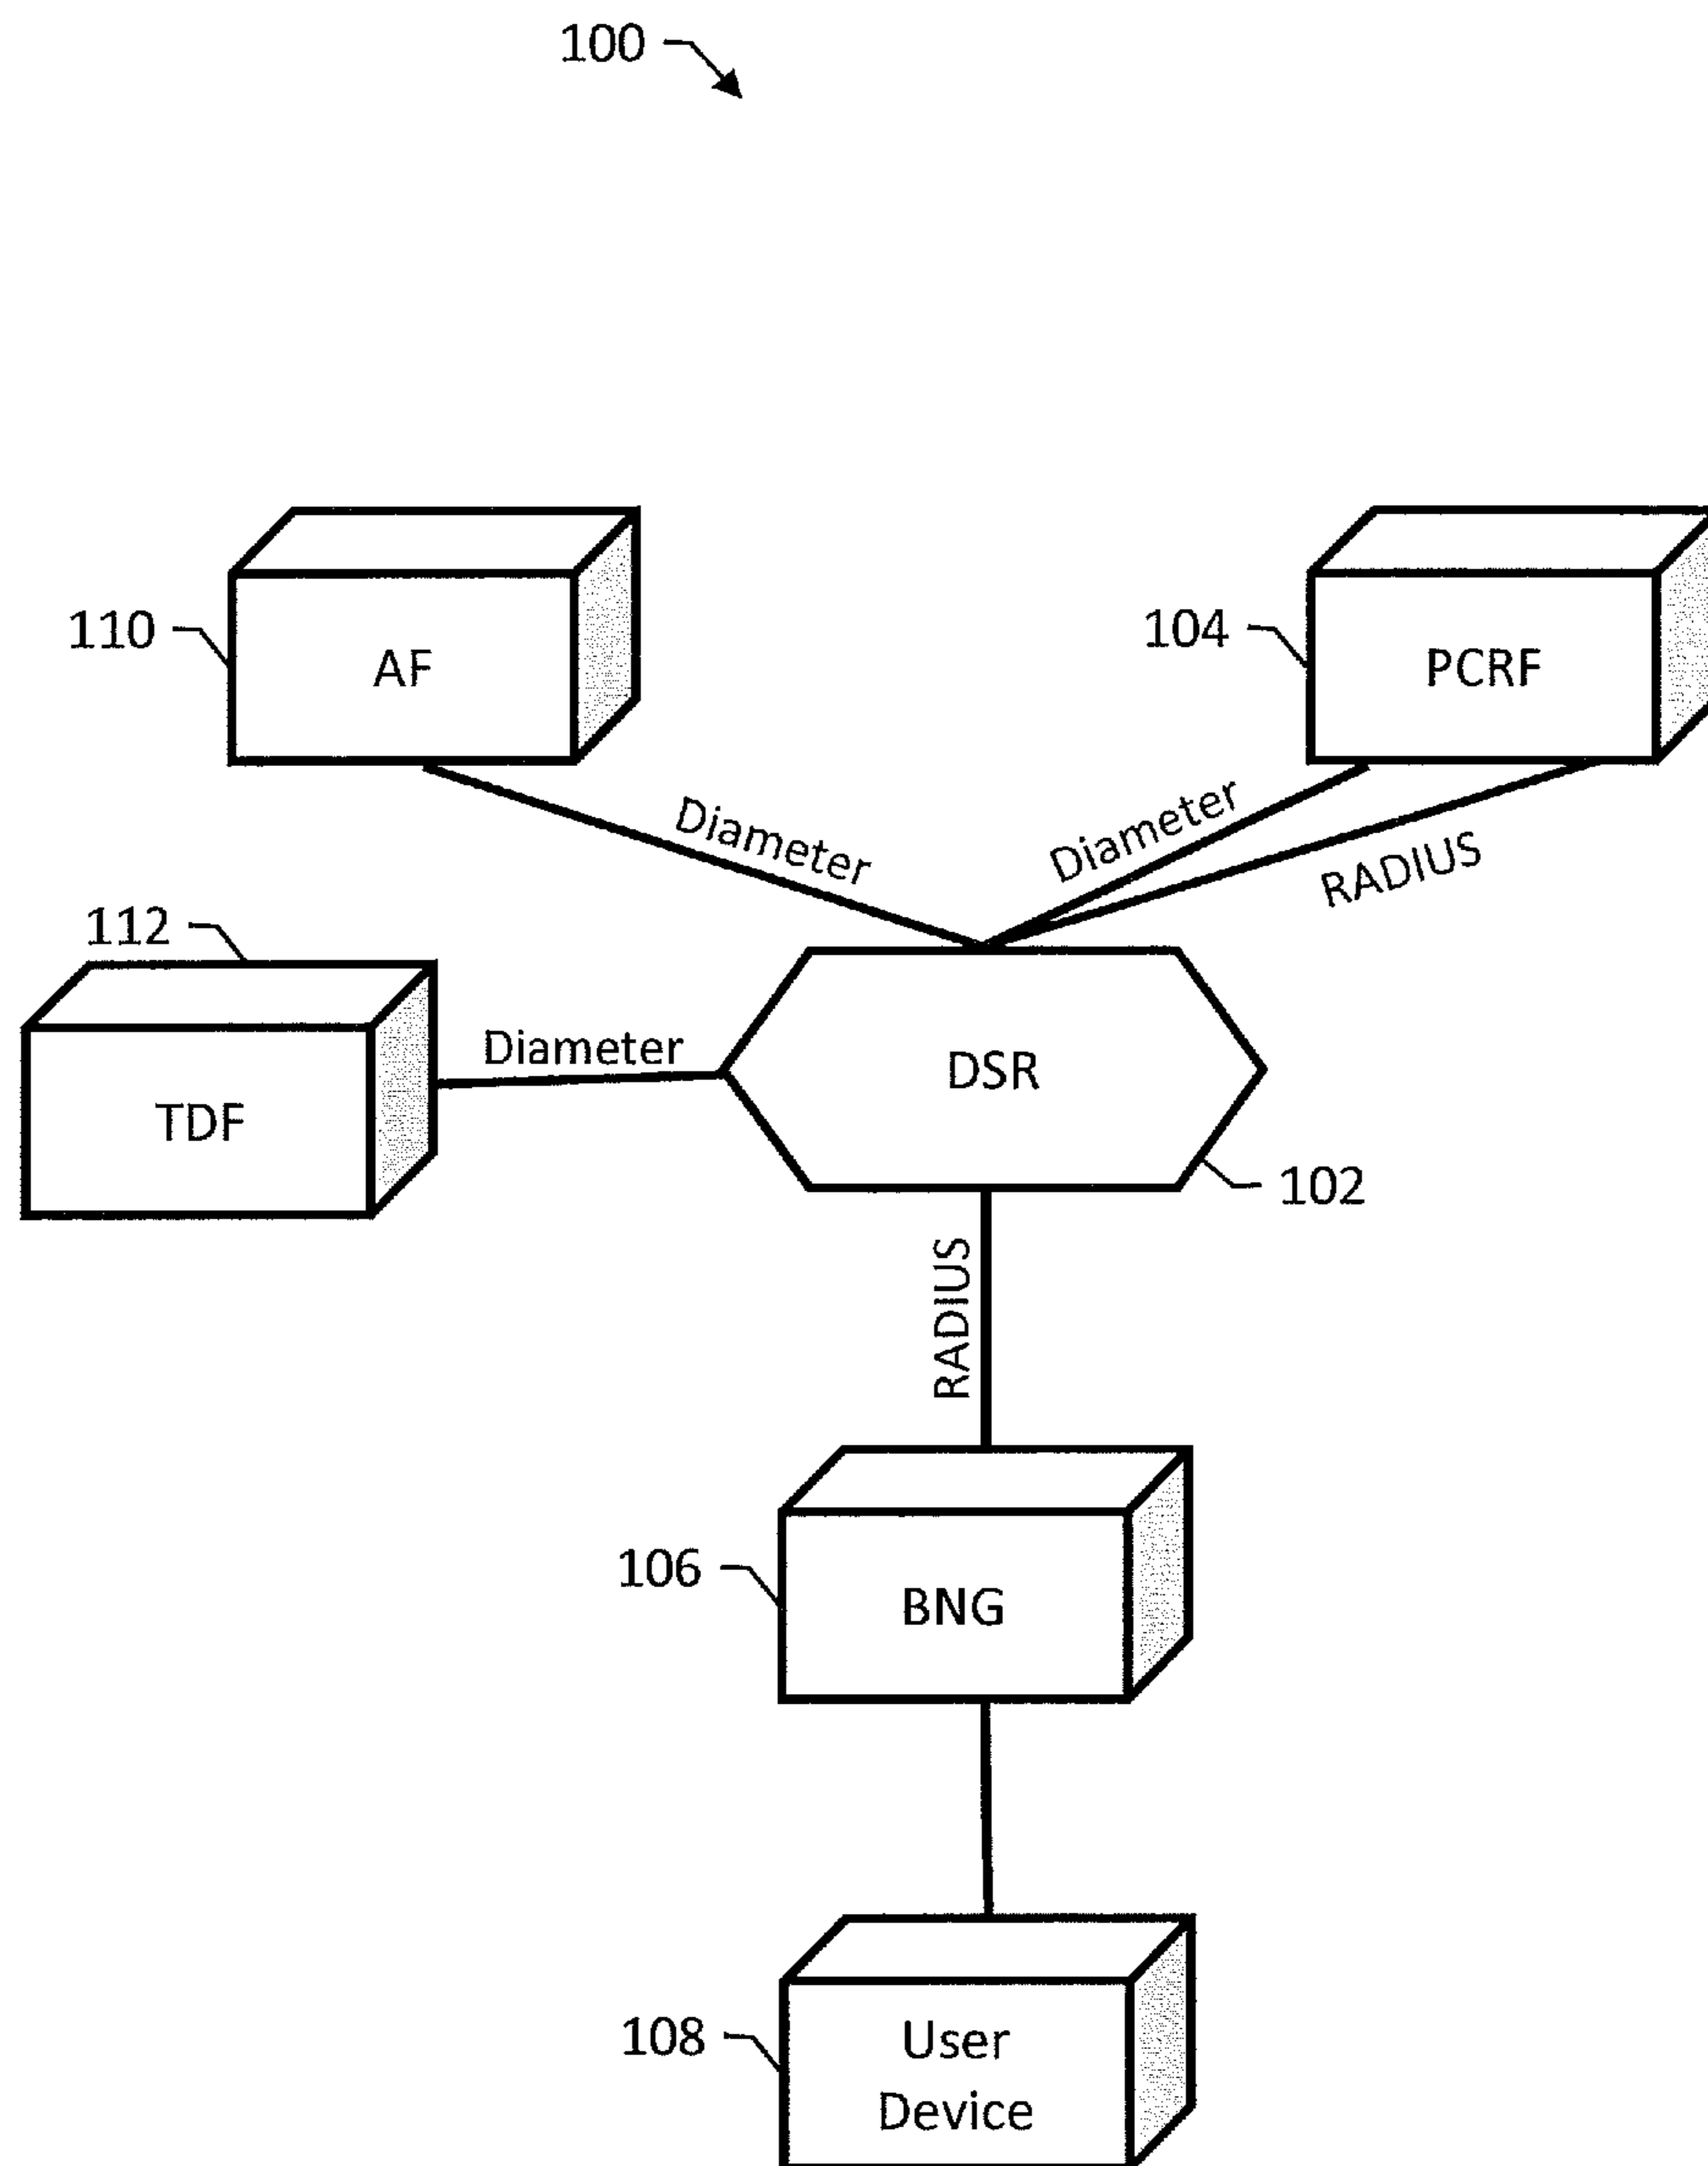 100
110
AF
104
PCRF
Diameter
Diameter
RADIUS
112
TDF
Diameter
DSR
102
RADIUS
106
BNG
108
User
Device